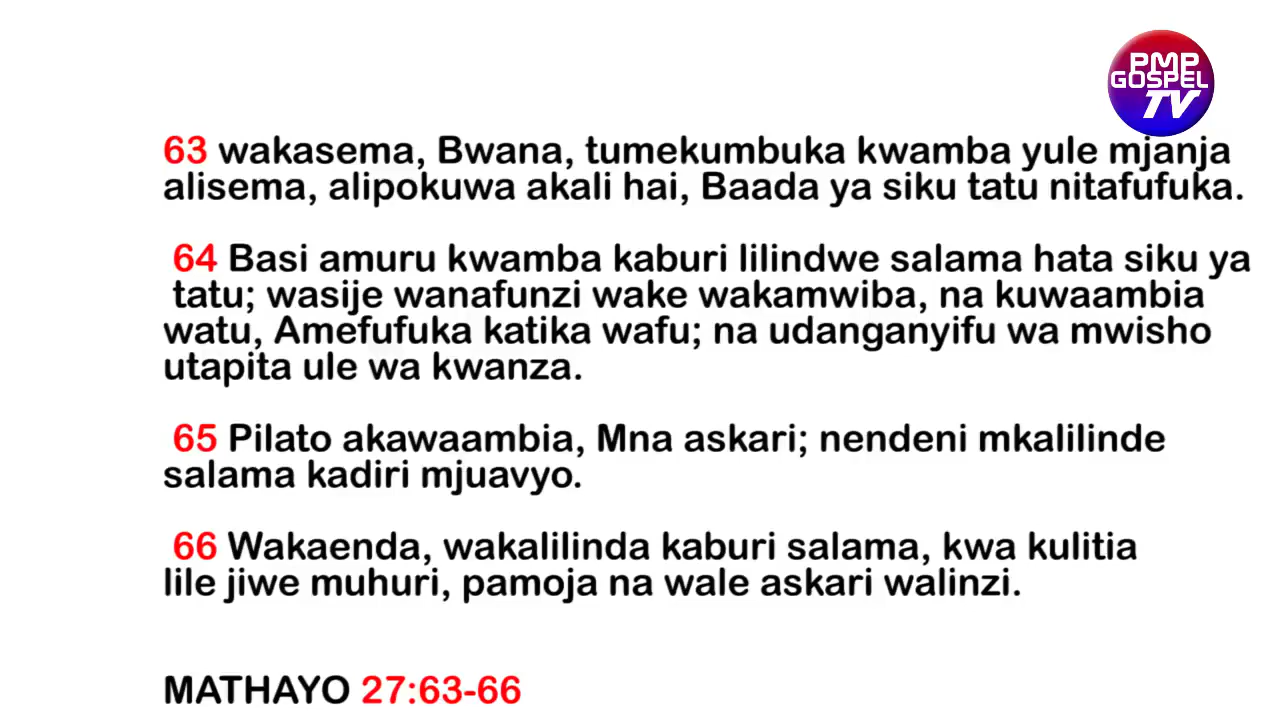 PMP
GOSPEL
TV
63 wakasema, Bwana, tumekumbuka kwamba yule mjanja
alisema, alipokuwa akali hai, Baada ya siku tatu nitafufuka.
64 Basi amuru kwamba kaburi lilindwe salama hata siku ya
tatu; wasije wanafunzi wake wakamwiba, na kuwaambia
watu, Amefufuka katika wafu; na udanganyifu wa mwisho
utapita ule wa kwanza.
65 Pilato akawaambia, Mna askari; nendeni mkalilinde
salama kadiri mjuavyo.
66 Wakaenda, wakalilinda kaburi salama, kwa kulitia
lile jiwe muhuri, pamoja na wale askari walinzi.
MATHAYO 27:63-66